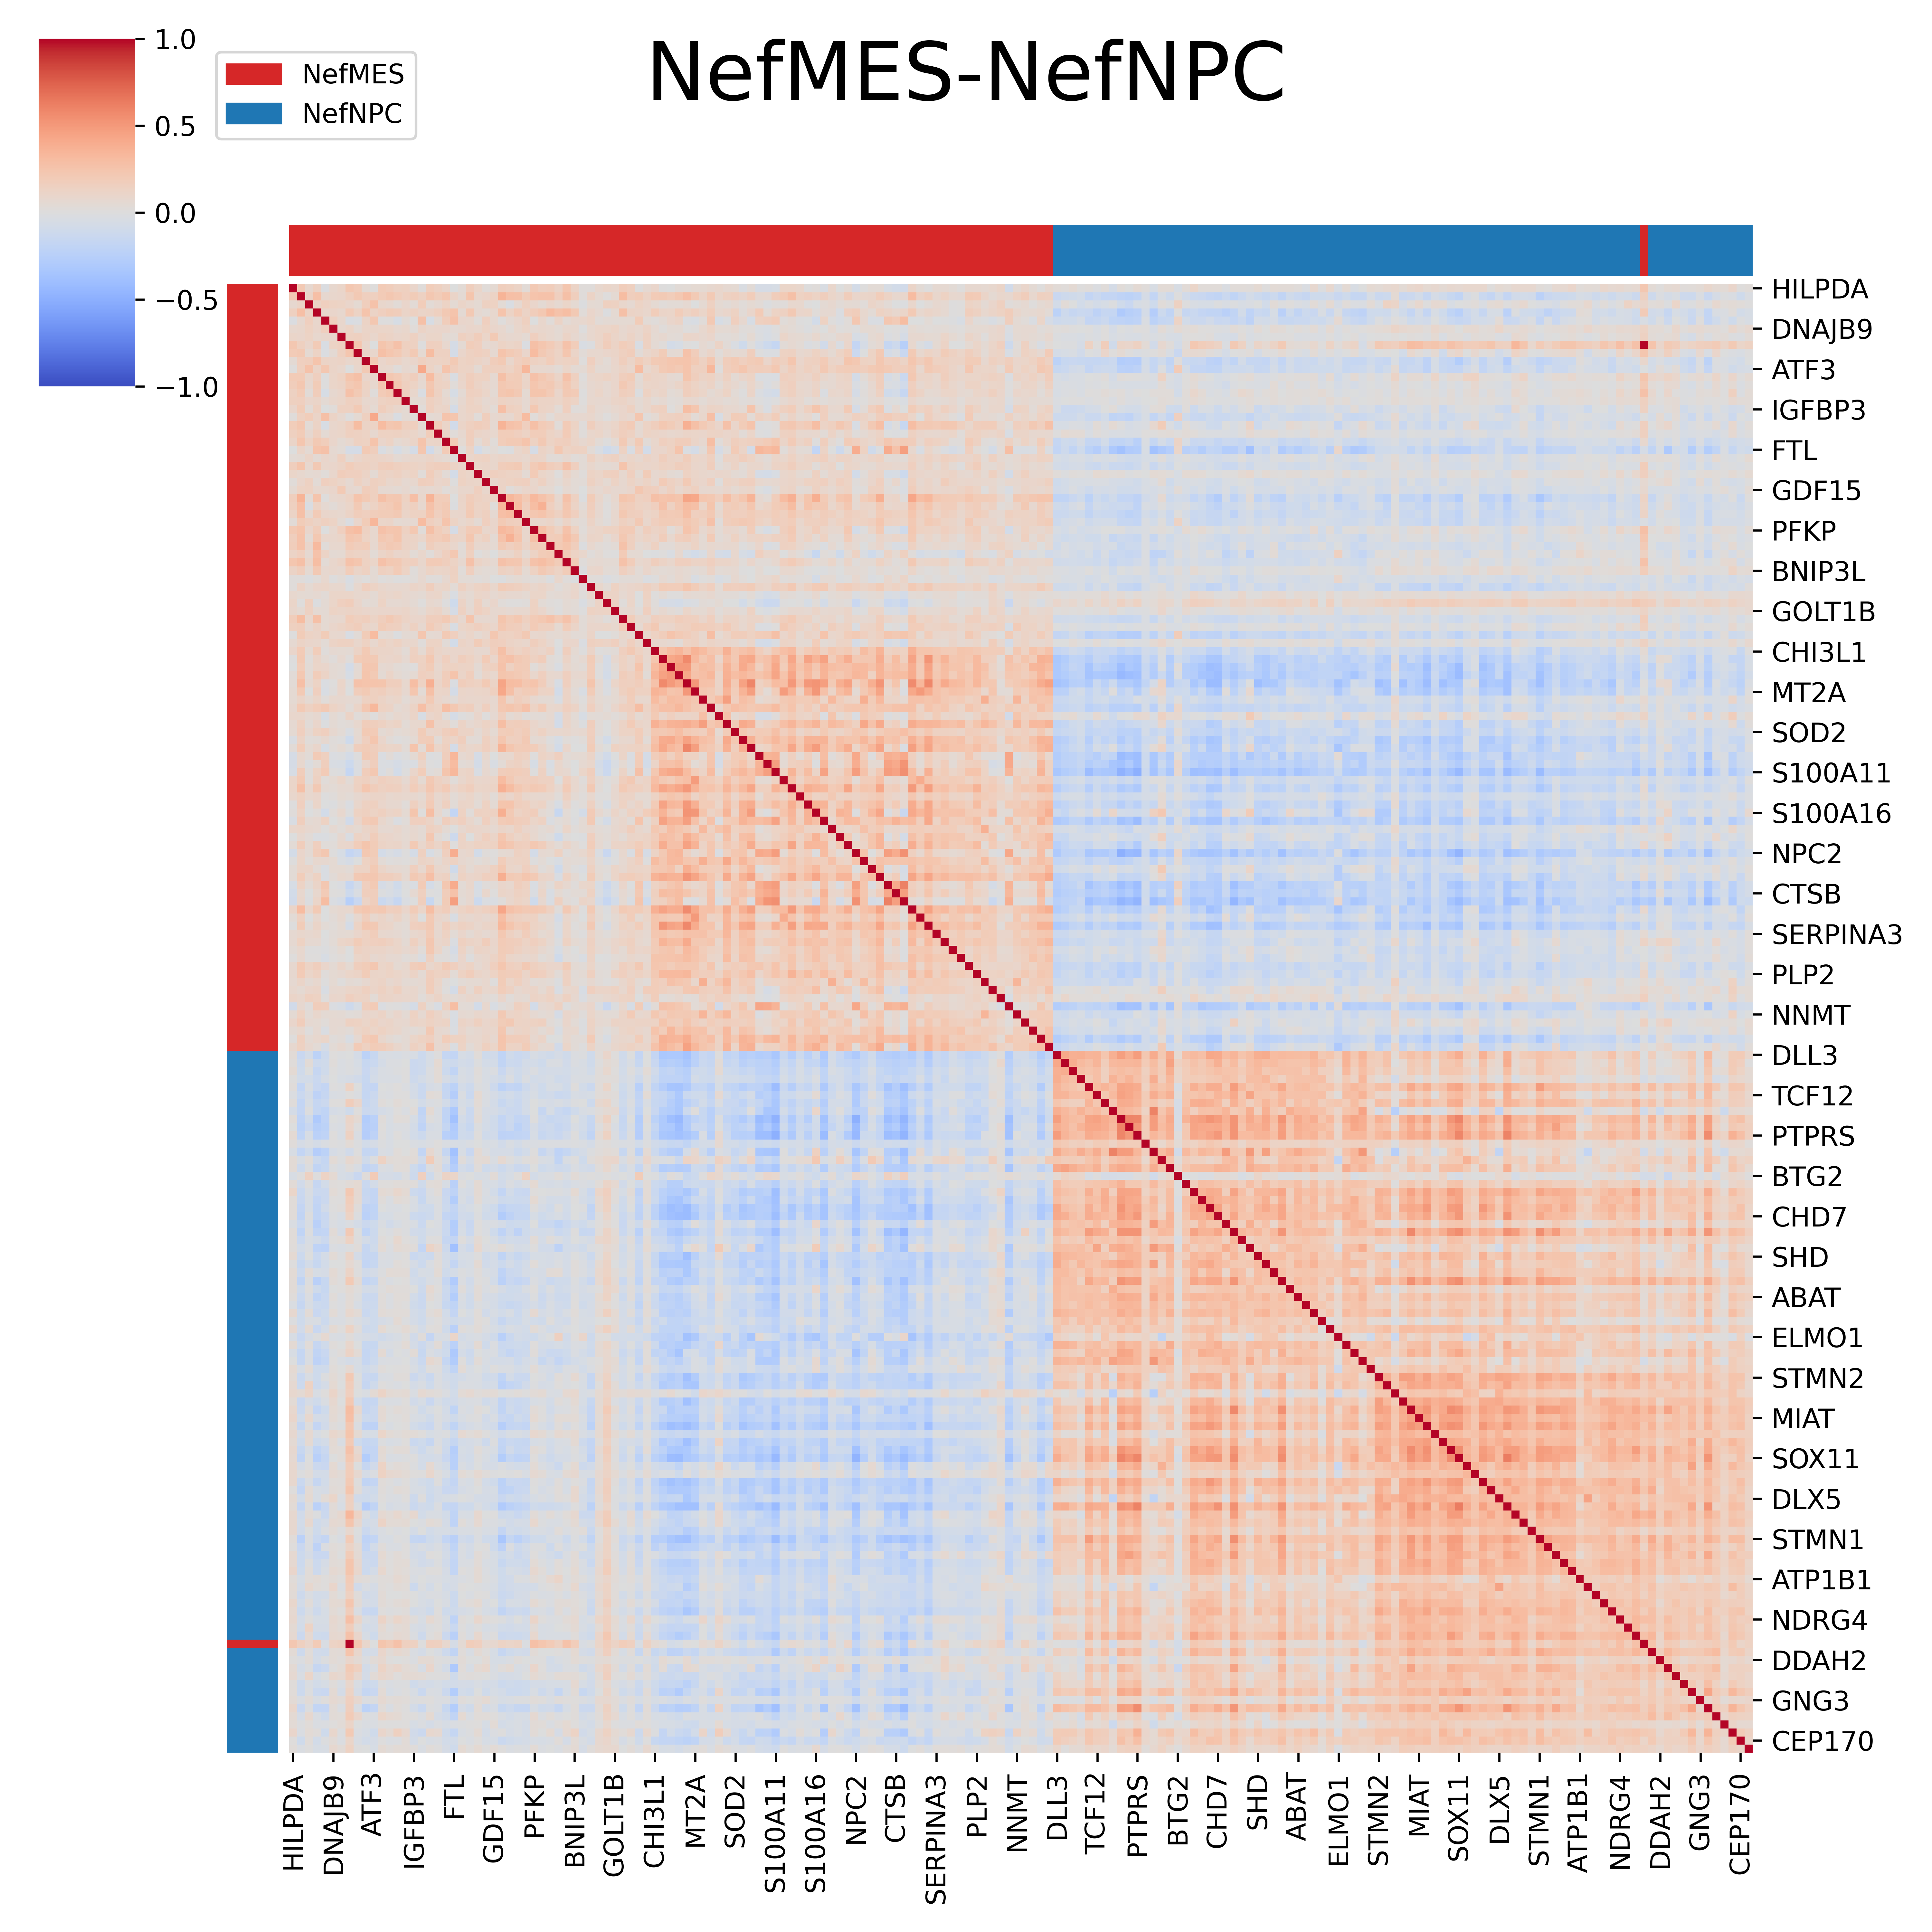 NefMES-NefNPC
1.0
0.5
0.0
−0.5
−1.0
NefMES
NefNPC
HILPDA
DNAJB9
ATF3
IGFBP3
FTL
GDF15
PFKP
BNIP3L
GOLT1B
CHI3L1
MT2A
SOD2
S100A11
S100A16
NPC2
CTSB
SERPINA3
PLP2
NNMT
DLL3
TCF12
PTPRS
BTG2
CHD7
SHD
ABAT
ELMO1
STMN2
MIAT
SOX11
DLX5
STMN1
ATP1B1
NDRG4
DDAH2
GNG3
CEP170
HILPDA
DNAJB9
ATF3
IGFBP3
FTL
GDF15
PFKP
BNIP3L
GOLT1B
CHI3L1
MT2A
SOD2
S100A11
S100A16
NPC2
CTSB
SERPINA3
PLP2
NNMT
DLL3
TCF12
PTPRS
BTG2
CHD7
SHD
ABAT
ELMO1
STMN2
MIAT
SOX11
DLX5
STMN1
ATP1B1
NDRG4
DDAH2
GNG3
CEP170